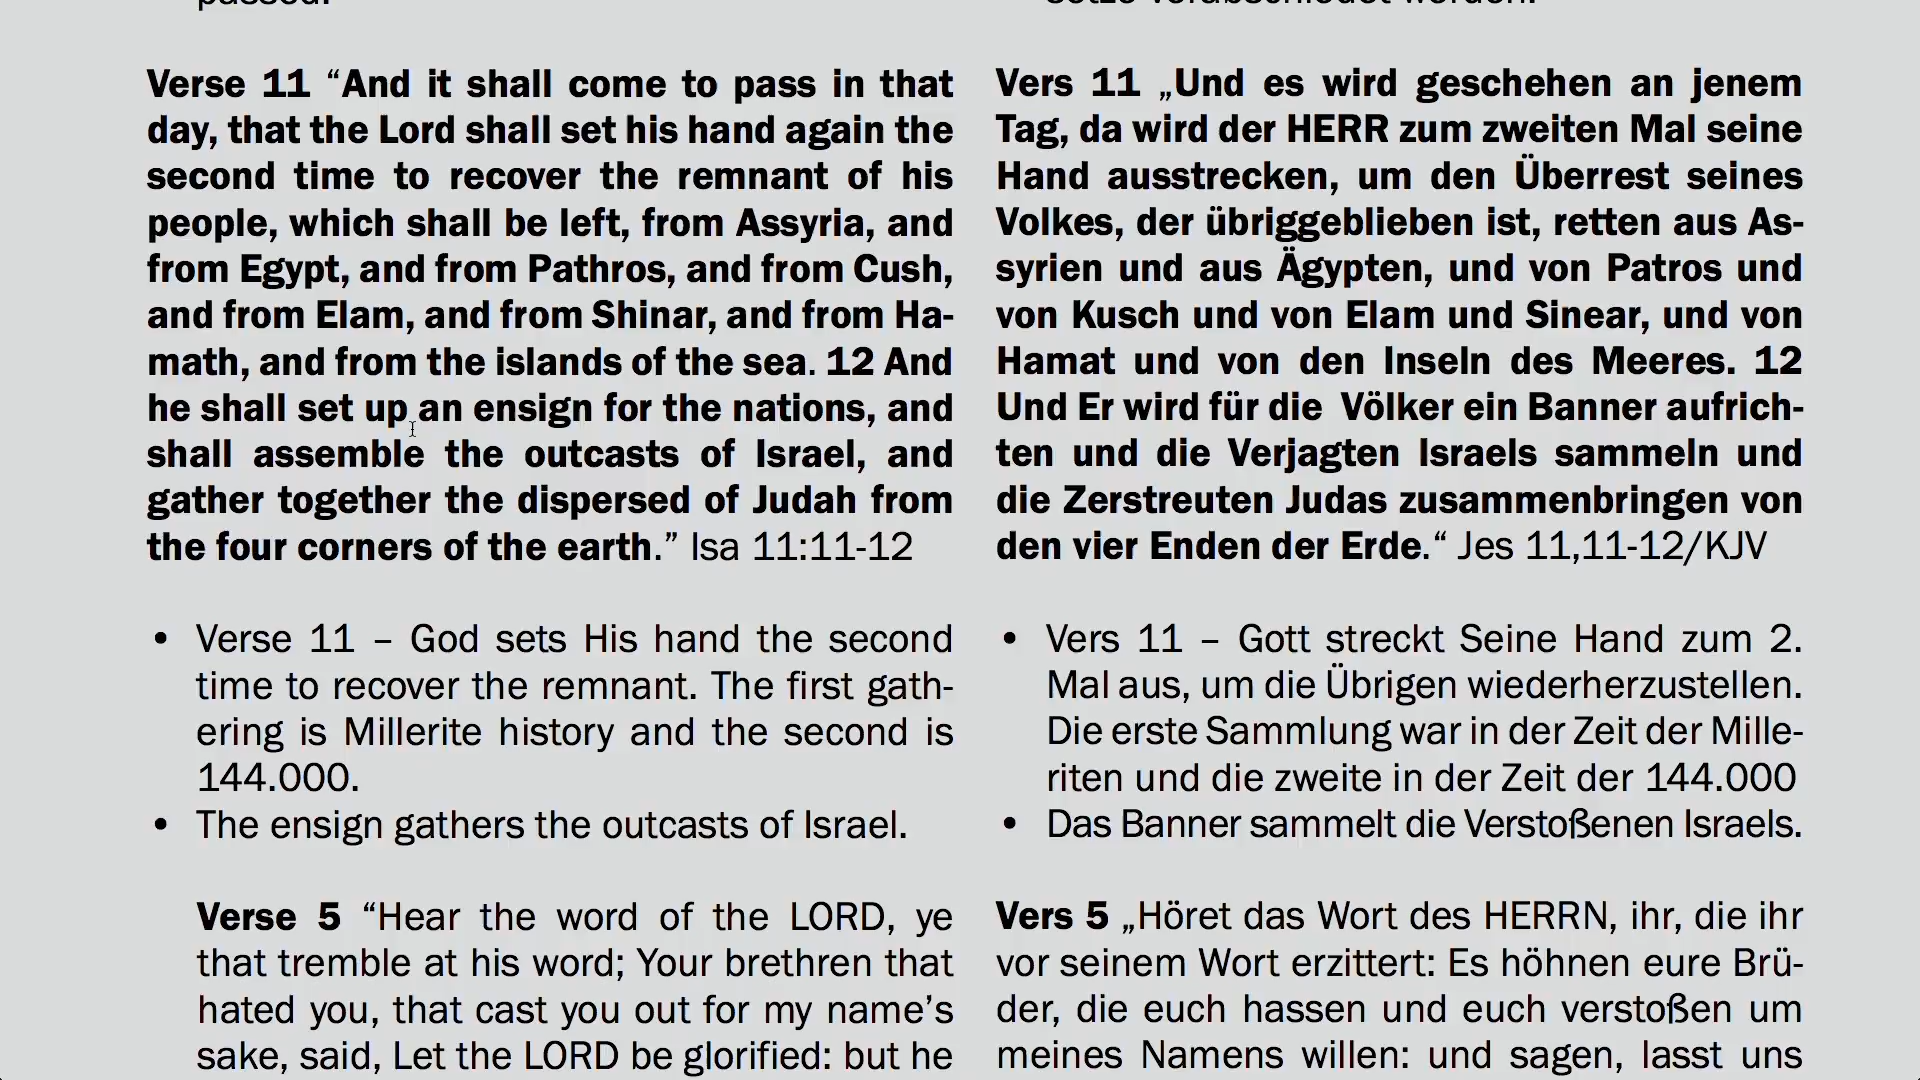 Verse 11 “And it shall come to pass in that
day, that the Lord shall set his hand again the
second time to recover the remnant of his
people, which shall be left, from Assyria, and
from Egypt, and from Pathros, and from Cush,
and from Elam, and from Shinar, and from Ha-
math, and from the islands of the sea. 12 And
he shall set up an ensign for the nations, and
shall assemble the outcasts of Israel, and
gather together the dispersed of Judah from
the four corners of the earth.” Isa 11:11-12
• Verse 11 – God sets His hand the second
time to recover the remnant. The first gath-
ering is Millerite history and the second is
144.000.
• The ensign gathers the outcasts of Israel.
Verse 5 “Hear the word of the LORD, ye
that tremble at his word; Your brethren that
hated you, that cast you out for my name’s
sake, said, Let the LORD be glorified: but he
Vers 11 „Und es wird geschehen an jenem
Tag, da wird der HERR zum zweiten Mal seine
Hand ausstrecken, um den Überrest seines
Volkes, der übriggeblieben ist, retten aus As-
syrien und aus Ägypten, und von Patros und
von Kusch und von Elam und Sinear, und von
Hamat und von den Inseln des Meeres. 12
Und Er wird für die Völker ein Banner aufrich-
ten und die Verjagten Israels sammeln und
die Zerstreuten Judas zusammenbringen von
den vier Enden der Erde.“ Jes 11,11-12/KJV
• Vers 11 – Gott streckt Seine Hand zum 2.
Mal aus, um die Übrigen wiederherzustellen.
Die erste Sammlung war in der Zeit der Mille-
riten und die zweite in der Zeit der 144.000
• Das Banner sammelt die Verstoßenen Israels.
Vers 5 „Höret das Wort des HERRN, ihr, die ihr
vor seinem Wort erzittert: Es höhnen eure Brü-
der, die euch hassen und euch verstoßen um
meines Namens willen: und sagen, lasst uns